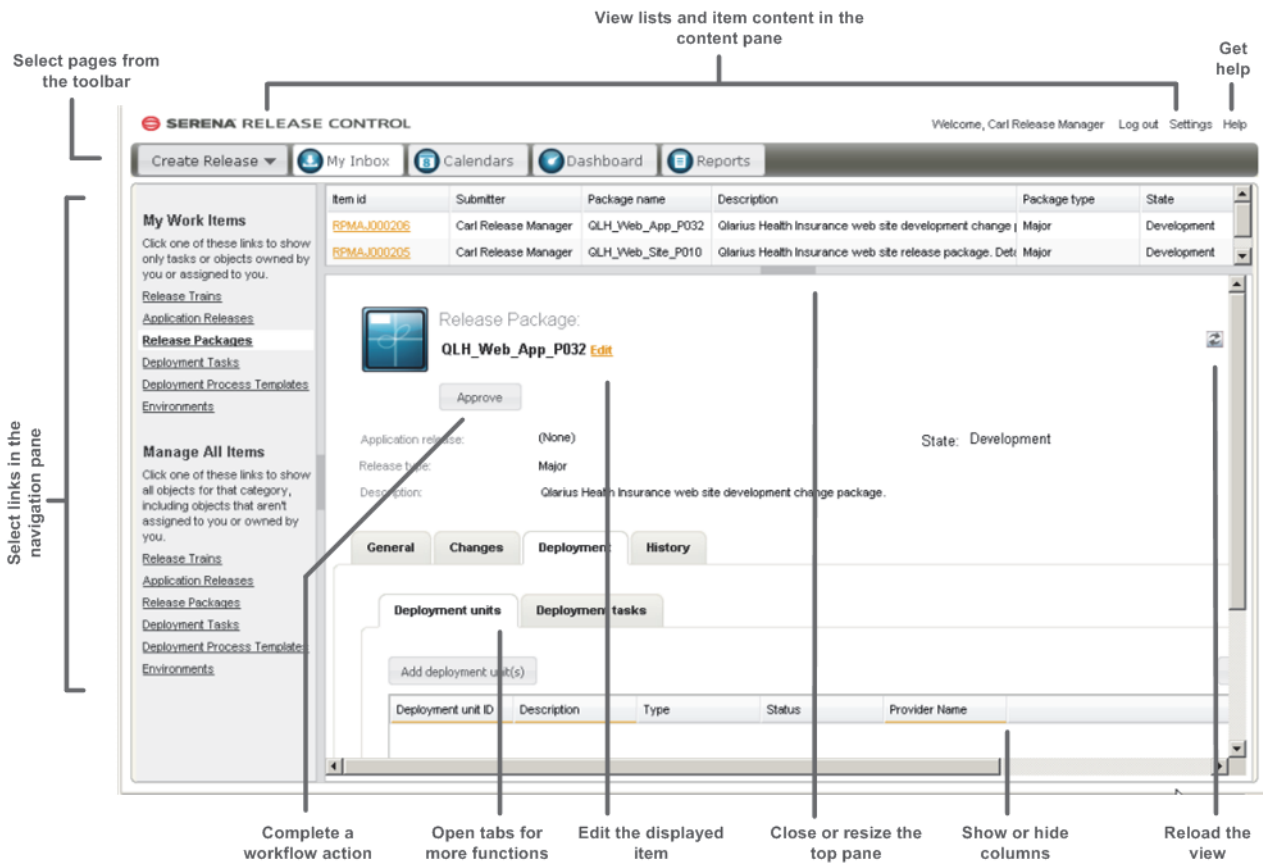 View lists and item content in the
content pane
Select pages from
the toolbar
Get
help
SERENA RELEASE CONTROL
Welcome, Carl Release Manager Log out Settings Help
Create Release My Inbox 8 Calendars Dashboard Reports
Item id Submitter Package name Description Package type State
RPMAJ000206 Carl Release Manager QLH_Web_App_P032 Qlarius Health Insurance web site development change p Major Development
RPMAJ000205 Carl Release Manager QLH_Web_Site_P010 Qlarius Health Insurance web site release package. Deta Major Development
My Work Items
Click one of these links to show
only tasks or objects owned by
you or assigned to you.
Release Trains
Application Releases
Release Packages
Deployment Tasks
Deployment Process Templates
Environments
Manage All Items
Click one of these links to show
all objects for that category,
including objects that aren't
assigned to you or owned by
you.
Release Trains
Application Releases
Release Packages
Deployment Tasks
Deployment Process Templates
Environments
Select links in the
navigation pane
Release Package:
QLH_Web_App_P032 Edit
Approve
Application release: (None) State: Development
Release type: Major
Description: Qlarius Health Insurance web site development change package.
General Changes Deployment History
Deployment units Deployment tasks
Add deployment unit(s)
Deployment unit ID Description Type Status Provider Name
Complete a
workflow action
Open tabs for
more functions
Edit the displayed
item
Close or resize the
top pane
Show or hide
columns
Reload the
view